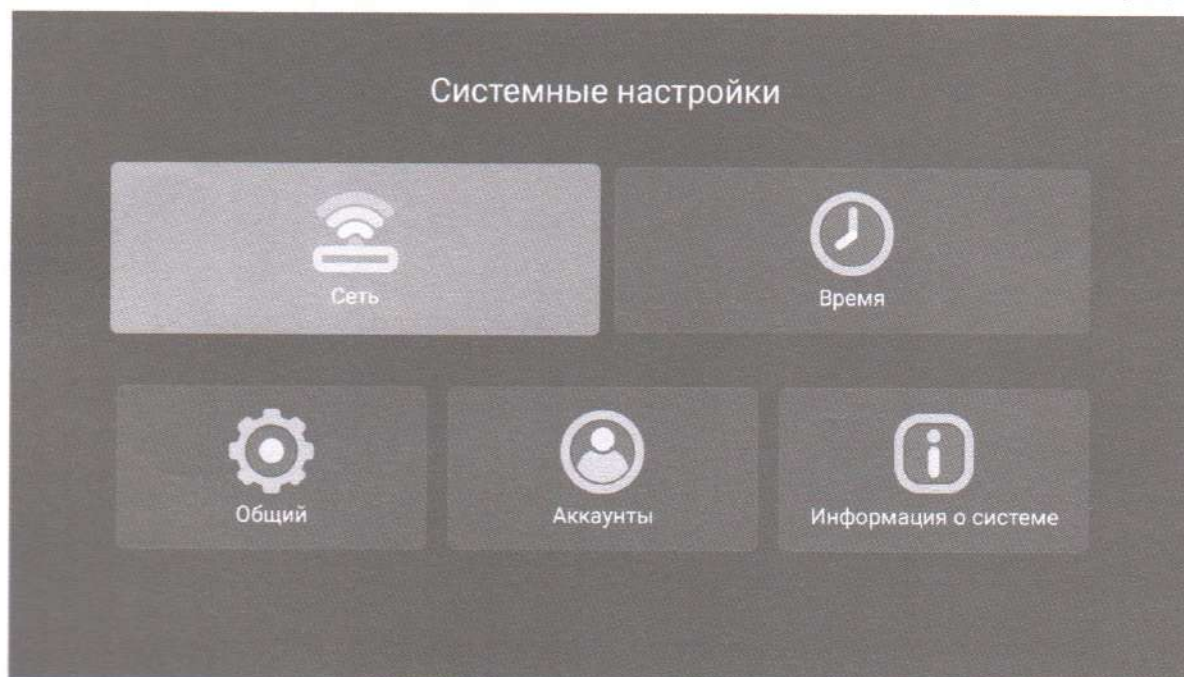 Системные настройки
Сеть
Время
Общий
Аккаунты
Информация о системе